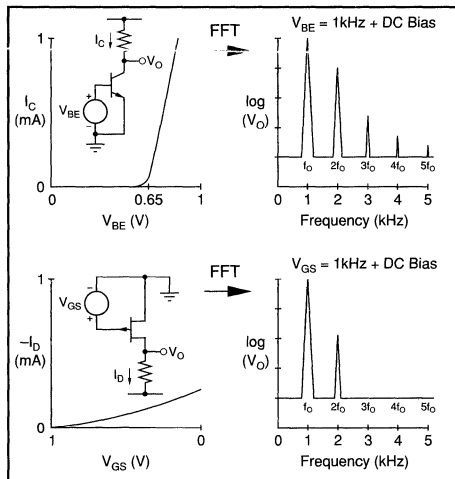 1
I_C
(mA)
0
0
0.65
1
V_BE (V)
I_C
V_O
+
V_BE
−
FFT
V_BE = 1kHz + DC Bias
log
(V_O)
f_O 2f_O 3f_O 4f_O 5f_O
0 1 2 3 4 5
Frequency (kHz)
1
−I_D
(mA)
0
1
0
V_GS (V)
−
V_GS
+
V_O
I_D
FFT
V_GS = 1kHz + DC Bias
log
(V_O)
f_O 2f_O 3f_O 4f_O 5f_O
0 1 2 3 4 5
Frequency (kHz)